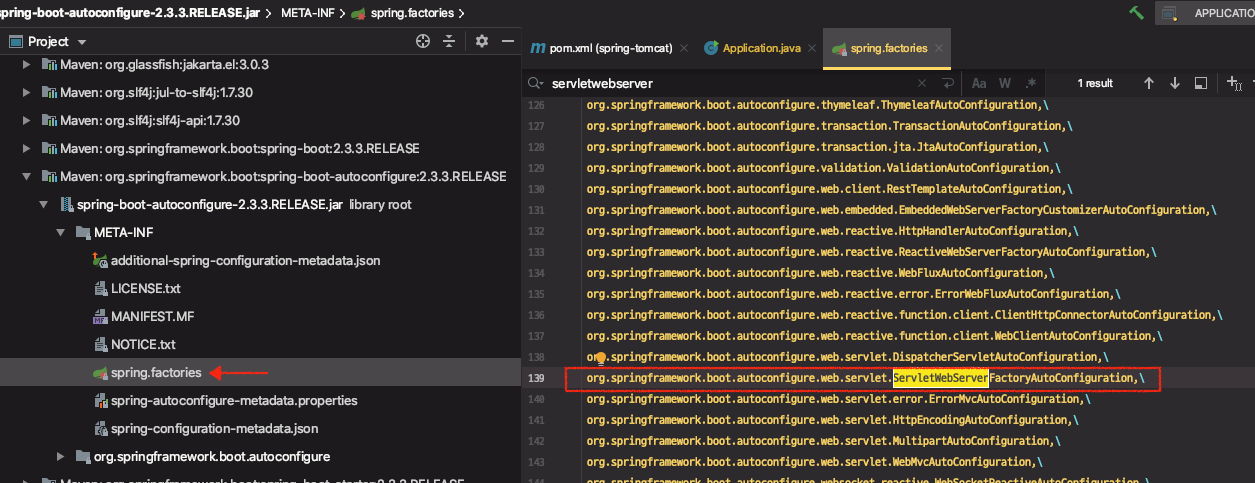 spring-boot-autoconfigure-2.3.3.RELEASE.jar
META-INF
spring.factories
APPLICATIO
Project
Maven: org.glassfish:jakarta.el:3.0.3
Maven: org.slf4j:jul-to-slf4j:1.7.30
Maven: org.slf4j:slf4j-api:1.7.30
Maven: org.springframework.boot:spring-boot:2.3.3.RELEASE
Maven: org.springframework.boot:spring-boot-autoconfigure:2.3.3.RELEASE
spring-boot-autoconfigure-2.3.3.RELEASE.jar library root
META-INF
additional-spring-configuration-metadata.json
LICENSE.txt
MANIFEST.MF
NOTICE.txt
spring.factories
spring-autoconfigure-metadata.properties
spring-configuration-metadata.json
org.springframework.boot.autoconfigure
pom.xml (spring-tomcat)
Application.java
spring.factories
servletwebserver
Aa W .*
1 result
126 org.springframework.boot.autoconfigure.thymeleaf.ThymeleafAutoConfiguration,\
127 org.springframework.boot.autoconfigure.transaction.TransactionAutoConfiguration,\
128 org.springframework.boot.autoconfigure.transaction.jta.JtaAutoConfiguration,\
129 org.springframework.boot.autoconfigure.validation.ValidationAutoConfiguration,\
130 org.springframework.boot.autoconfigure.web.client.RestTemplateAutoConfiguration,\
131 org.springframework.boot.autoconfigure.web.embedded.EmbeddedWebServerFactoryCustomizerAutoConfiguration,\
132 org.springframework.boot.autoconfigure.web.reactive.HttpHandlerAutoConfiguration,\
133 org.springframework.boot.autoconfigure.web.reactive.ReactiveWebServerFactoryAutoConfiguration,\
134 org.springframework.boot.autoconfigure.web.reactive.WebFluxAutoConfiguration,\
135 org.springframework.boot.autoconfigure.web.reactive.error.ErrorWebFluxAutoConfiguration,\
136 org.springframework.boot.autoconfigure.web.reactive.function.client.ClientHttpConnectorAutoConfiguration,\
137 org.springframework.boot.autoconfigure.web.reactive.function.client.WebClientAutoConfiguration,\
138 org.springframework.boot.autoconfigure.web.servlet.DispatcherServletAutoConfiguration,\
139 org.springframework.boot.autoconfigure.web.servlet.ServletWebServerFactoryAutoConfiguration,\
140 org.springframework.boot.autoconfigure.web.servlet.error.ErrorMvcAutoConfiguration,\
141 org.springframework.boot.autoconfigure.web.servlet.HttpEncodingAutoConfiguration,\
142 org.springframework.boot.autoconfigure.web.servlet.MultipartAutoConfiguration,\
143 org.springframework.boot.autoconfigure.web.servlet.WebMvcAutoConfiguration,\